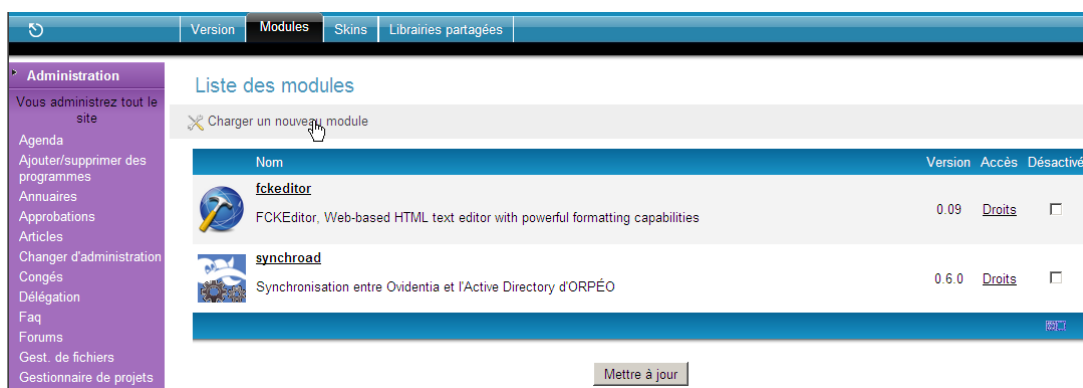 Version Modules Skins Librairies partagées
Administration
Vous administrez tout le
site
Agenda
Ajouter/supprimer des
programmes
Annuaires
Approbations
Articles
Changer d'administration
Congés
Délégation
Faq
Forums
Gest. de fichiers
Gestionnaire de projets
Liste des modules
Charger un nouveau module
Nom Version Accès Désactivé
fckeditor
FCKEditor, Web-based HTML text editor with powerful formatting capabilities
0.09 Droits
synchroad
Synchronisation entre Ovidentia et l'Active Directory d'ORPÉO
0.6.0 Droits
Mettre à jour